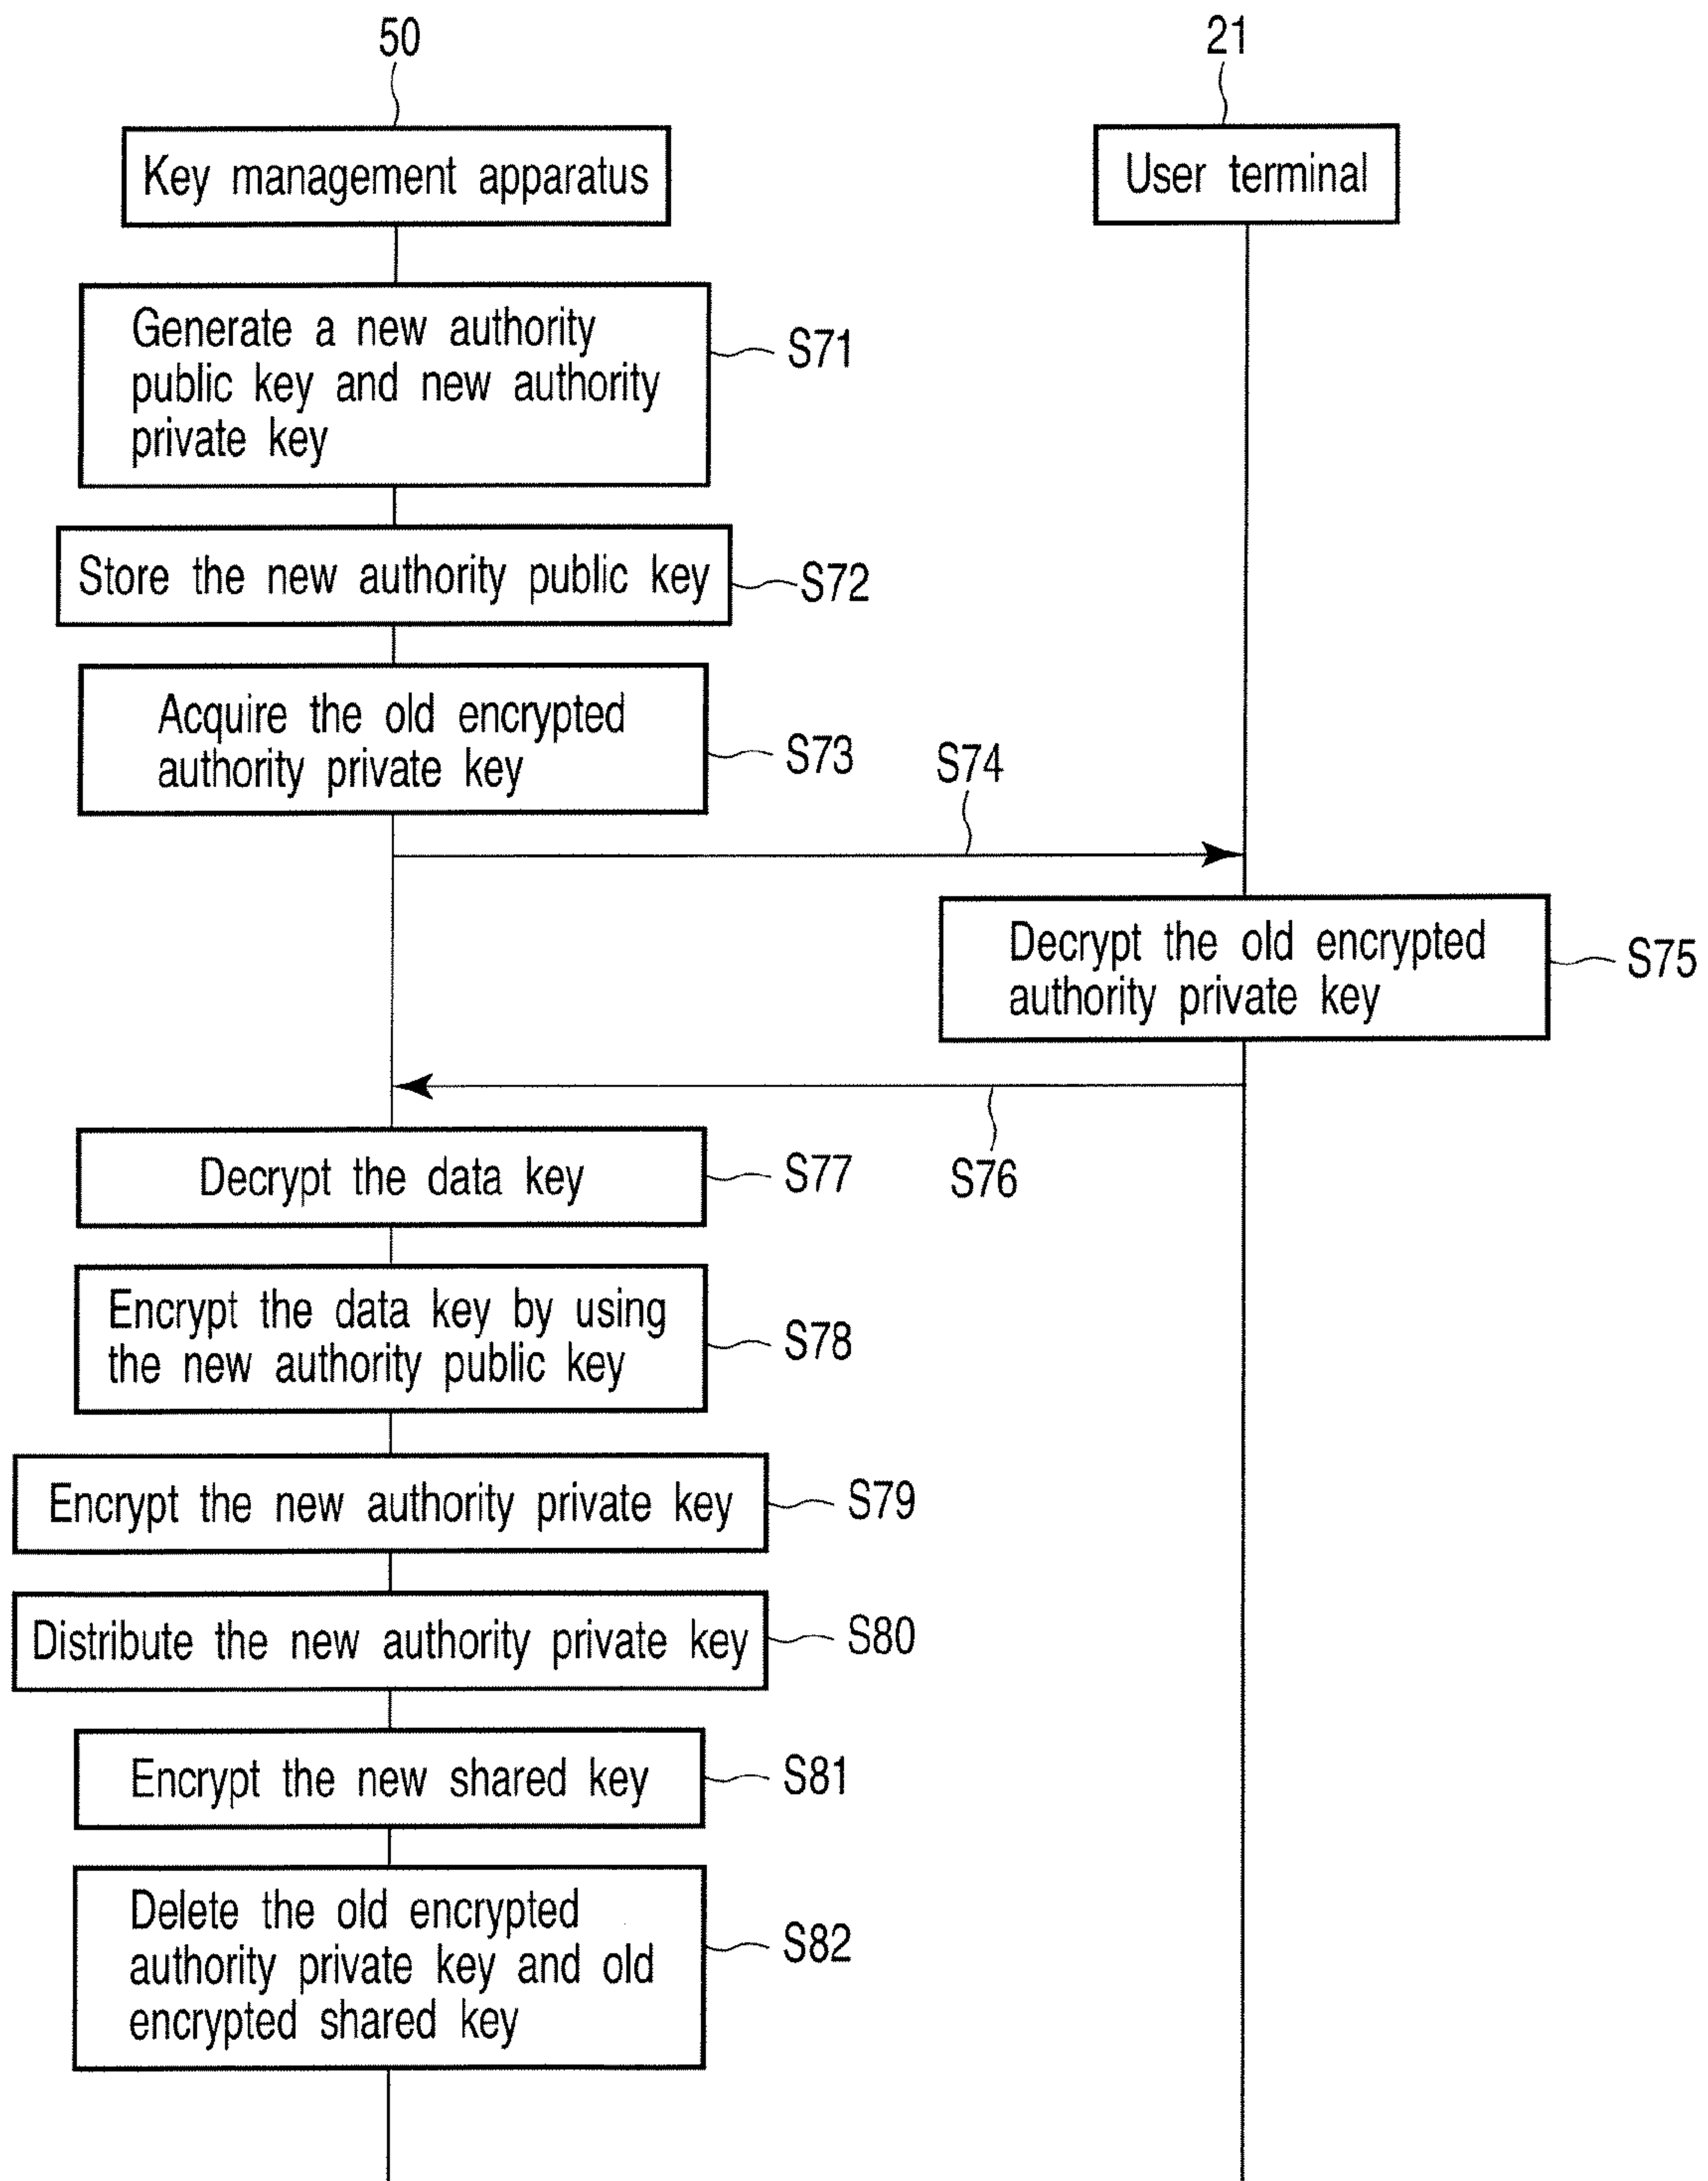 50
21
Key management apparatus
User terminal
Generate a new authority
public key and new authority
private key
S71
Store the new authority public key
S72
Acquire the old encrypted
authority private key
S73
S74
Decrypt the old encrypted
authority private key
S75
S76
Decrypt the data key
S77
Encrypt the data key by using
the new authority public key
S78
Encrypt the new authority private key
S79
Distribute the new authority private key
S80
Encrypt the new shared key
S81
Delete the old encrypted
authority private key and old
encrypted shared key
S82